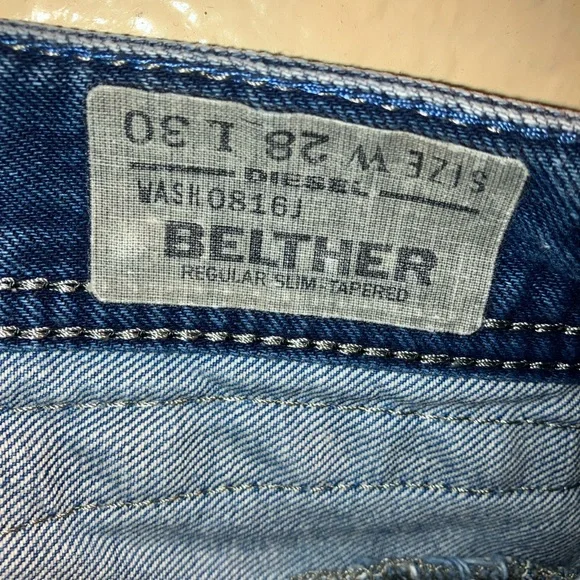 SIZE W 28 L 30
DIESEL
WASH 0816J
BELTHER
REGULAR SLIM-TAPERED